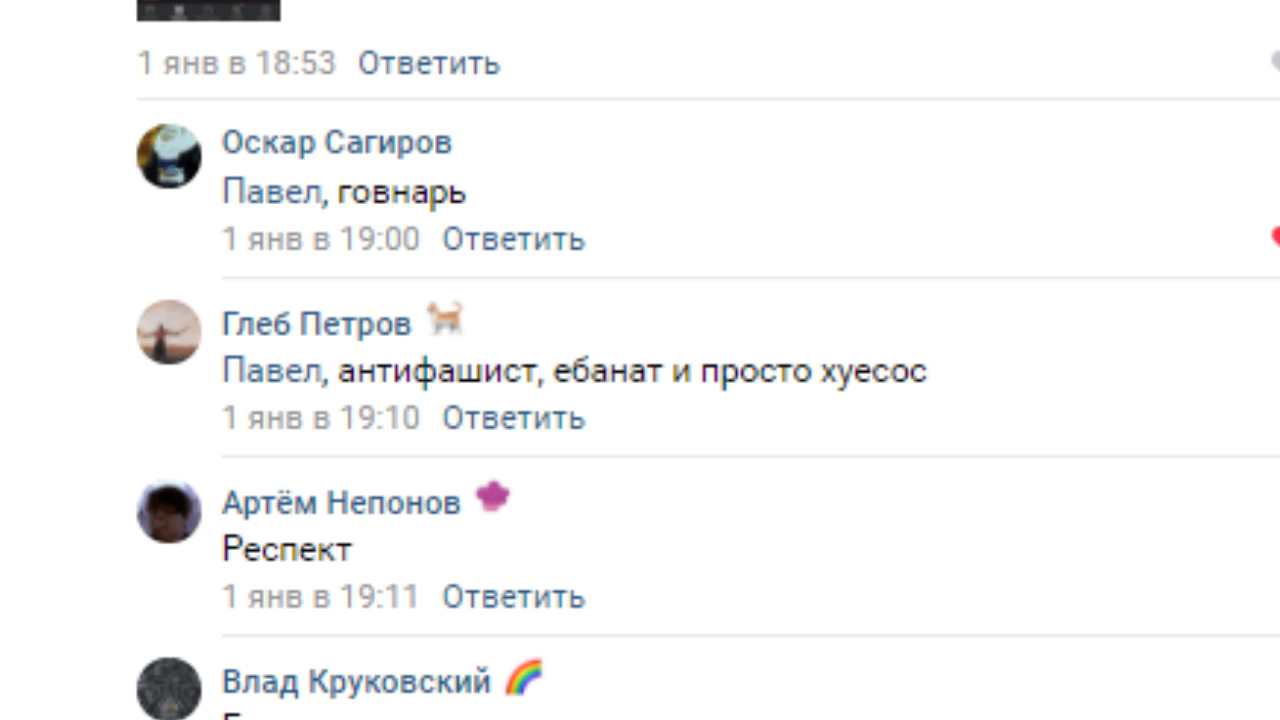 1 янв в 18:53 Ответить
Оскар Сагиров
Павел, говнарь
1 янв в 19:00 Ответить
Глеб Петров
Павел, антифашист, ебанат и просто хуесос
1 янв в 19:10 Ответить
Артём Непонов
Респект
1 янв в 19:11 Ответить
Влад Круковский